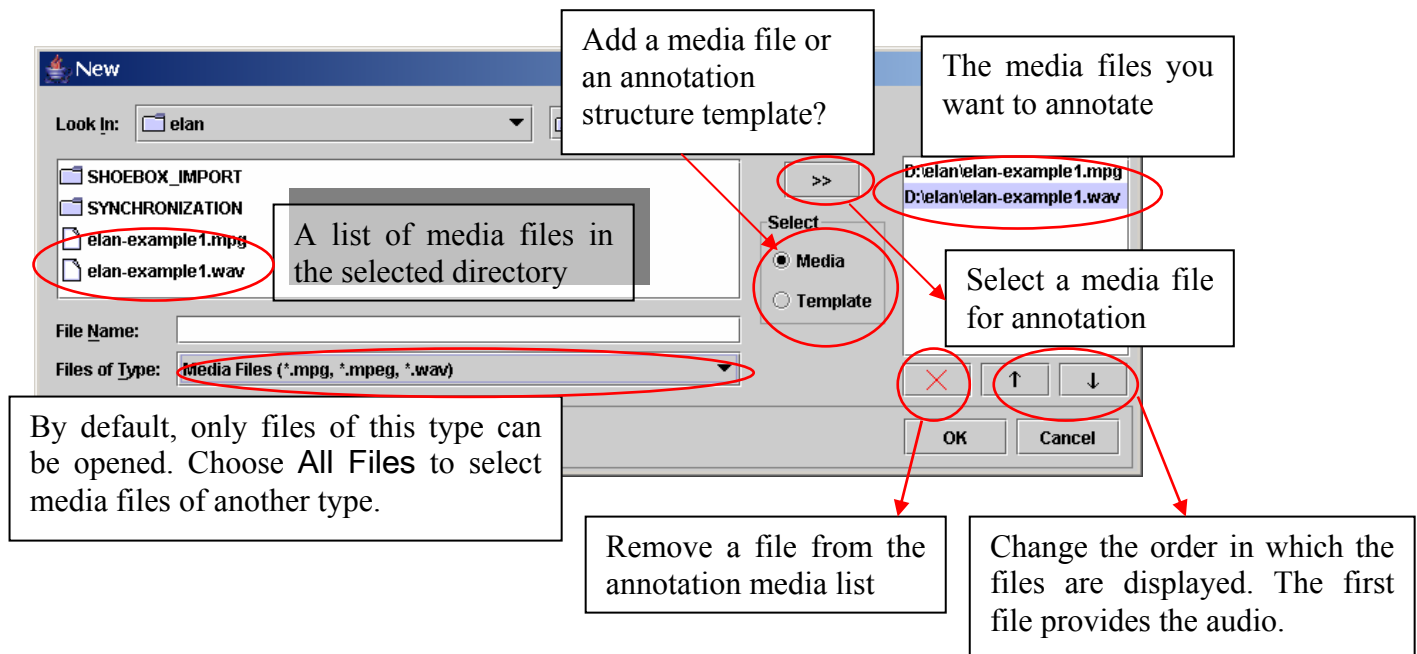 Add a media file or
an annotation
structure template?
The media files you
want to annotate
New
Look In:
elan
SHOEBOX_IMPORT
SYNCHRONIZATION
elan-example1.mpg
elan-example1.wav
A list of media files in
the selected directory
>>
Select
Media
Template
D:\elan\elan-example1.mpg
D:\elan\elan-example1.wav
Select a media file
for annotation
File Name:
Files of Type:
Media Files (*.mpg, *.mpeg, *.wav)
By default, only files of this type can
be opened. Choose All Files to select
media files of another type.
OK
Cancel
Remove a file from the
annotation media list
Change the order in which the
files are displayed. The first
file provides the audio.